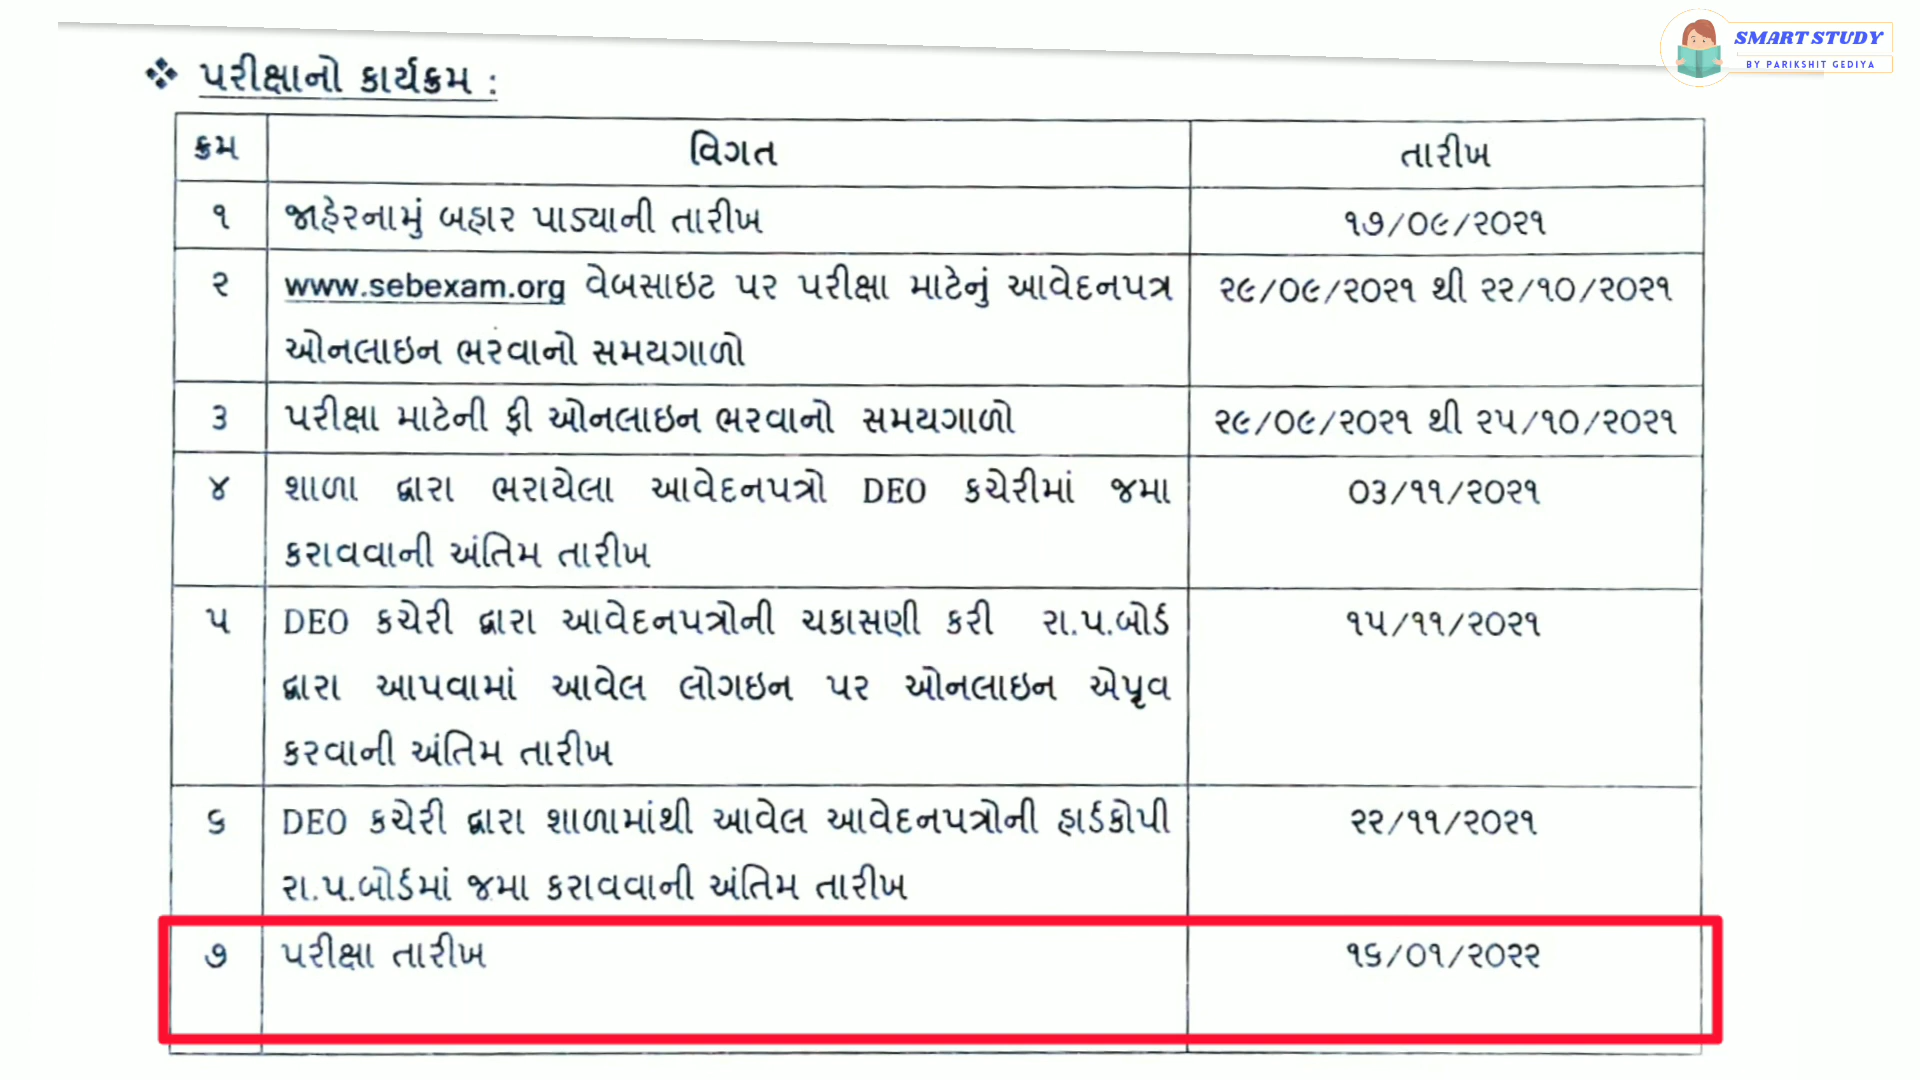 SMART STUDY
BY PARIKSHIT GEDIYA
❖ પરીક્ષાનો કાર્યક્રમ :
ક્રમ વિગત તારીખ
૧ જાહેરનામું બહાર પાડ્યાની તારીખ ૧૭/૦૯/૨૦૨૧
૨ www.sebexam.org વેબસાઇટ પર પરીક્ષા માટેનું આવેદનપત્ર ૨૯/૦૯/૨૦૨૧ થી ૨૨/૧૦/૨૦૨૧
ઓનલાઇન ભરવાનો સમયગાળો
૩ પરીક્ષા માટેની ફી ઓનલાઇન ભરવાનો સમયગાળો ૨૯/૦૯/૨૦૨૧ થી ૨૫/૧૦/૨૦૨૧
૪ શાળા દ્વારા ભરાયેલા આવેદનપત્રો DEO કચેરીમાં જમા ૦૩/૧૧/૨૦૨૧
કરાવવાની અંતિમ તારીખ
૫ DEO કચેરી દ્વારા આવેદનપત્રોની ચકાસણી કરી રા.પ.બોર્ડ ૧૫/૧૧/૨૦૨૧
દ્વારા આપવામાં આવેલ લોગઇન પર ઓનલાઇન એપૃવ
કરવાની અંતિમ તારીખ
૬ DEO કચેરી દ્વારા શાળામાંથી આવેલ આવેદનપત્રોની હાર્ડકોપી ૨૨/૧૧/૨૦૨૧
રા.પ.બોર્ડમાં જમા કરાવવાની અંતિમ તારીખ
૭ પરીક્ષા તારીખ ૧૬/૦૧/૨૦૨૨